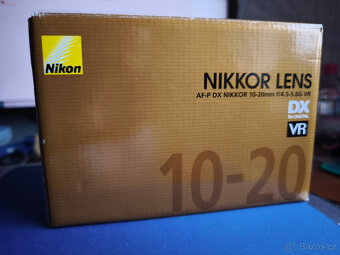 Nikon
NIKKOR LENS
AF-P DX NIKKOR 10-20mm f/4.5-5.6G VR
DX
for DIGITAL
VR
10-20
Bazoš.cz